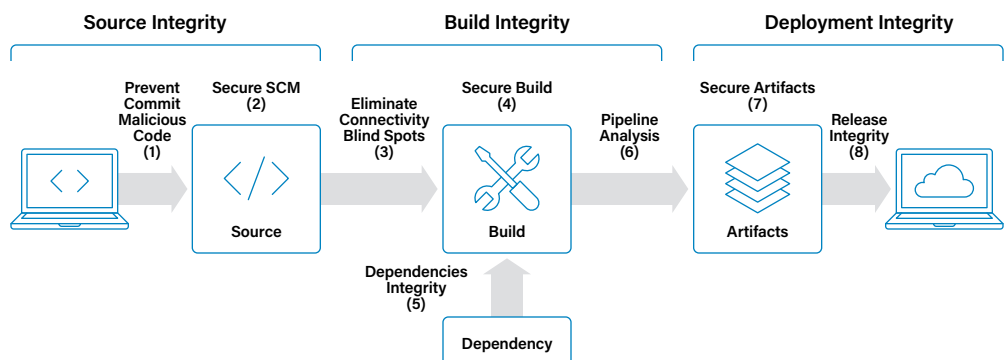 Source Integrity
Build Integrity
Deployment Integrity
Prevent
Commit
Malicious
Code
(1)
Secure SCM
(2)
Eliminate
Connectivity
Blind Spots
(3)
Secure Build
(4)
Pipeline
Analysis
(6)
Secure Artifacts
(7)
Release
Integrity
(8)
Source
Build
Artifacts
Dependencies
Integrity
(5)
Dependency